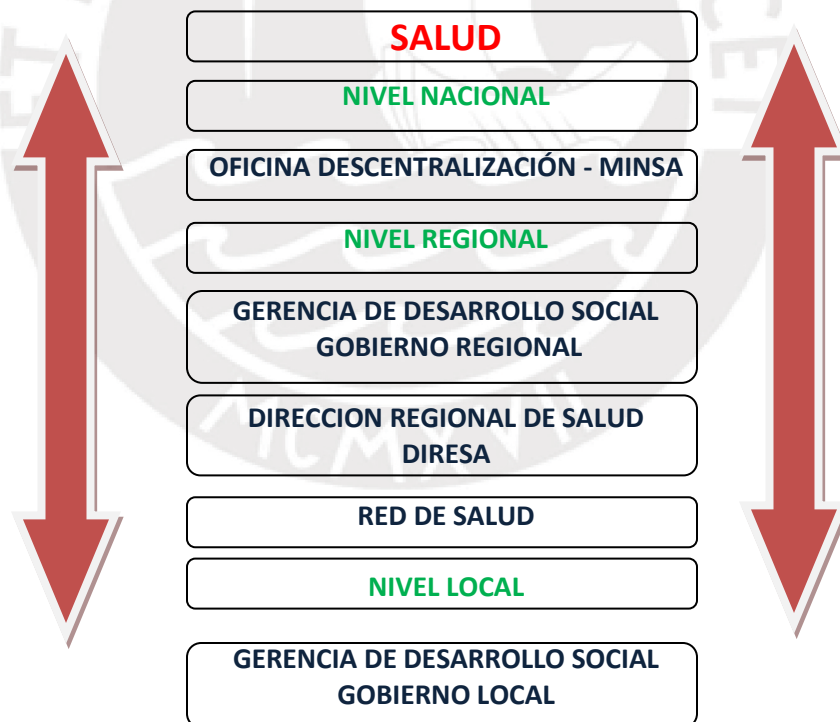 SALUD
NIVEL NACIONAL
OFICINA DESCENTRALIZACIÓN - MINSA
NIVEL REGIONAL
GERENCIA DE DESARROLLO SOCIAL
GOBIERNO REGIONAL
DIRECCION REGIONAL DE SALUD
DIRESA
MCMXVII
RED DE SALUD
NIVEL LOCAL
GERENCIA DE DESARROLLO SOCIAL
GOBIERNO LOCAL